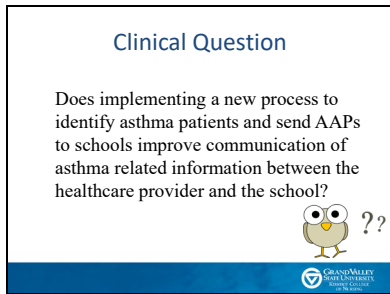 Clinical Question
Does implementing a new process to
identify asthma patients and send AAPs
to schools improve communication of
asthma related information between the
healthcare provider and the school?
??
GRAND VALLEY
STATE UNIVERSITY
KIRKHOF COLLEGE
OF NURSING